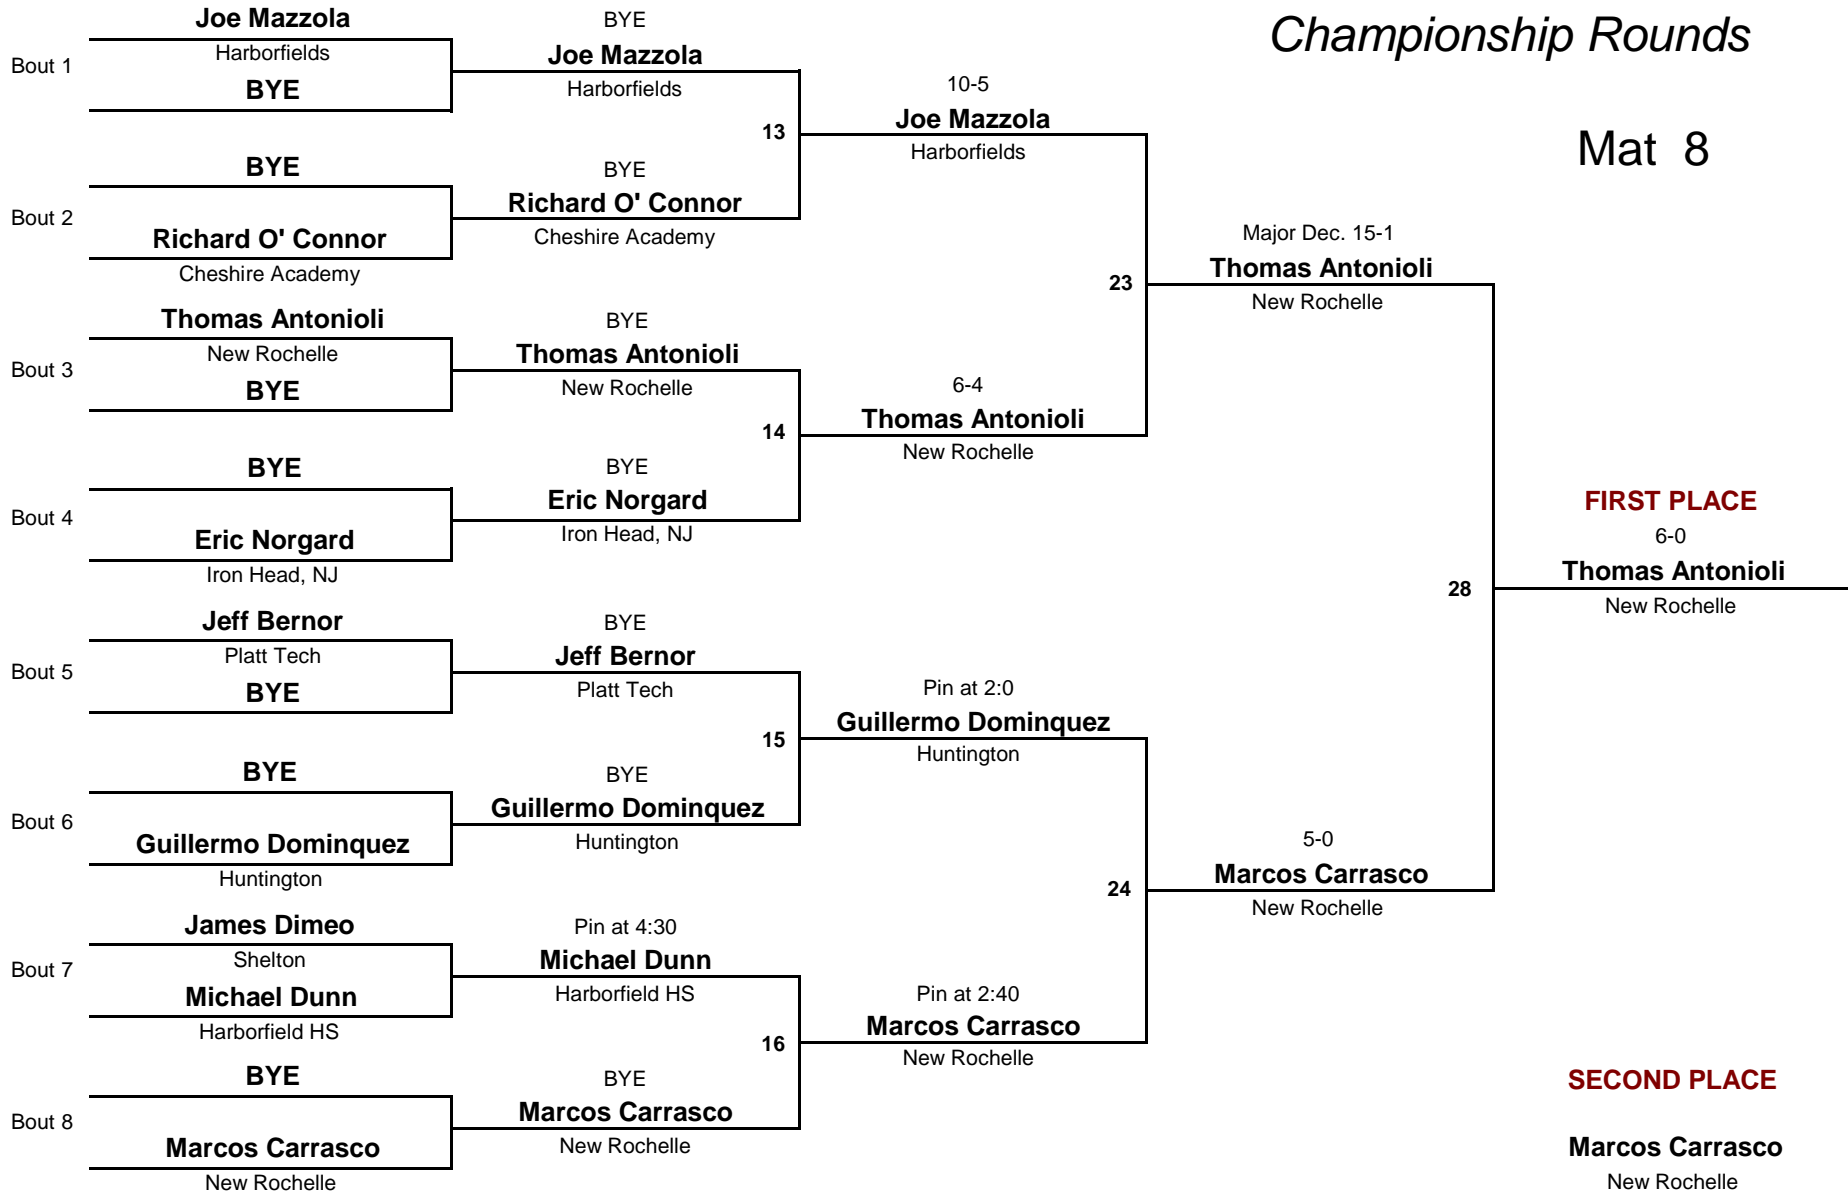 Championship Rounds
Mat 8
Bout 1
Joe Mazzola
Harborfields
BYE
Bout 2
BYE
Richard O' Connor
Cheshire Academy
Bout 3
Thomas Antonioli
New Rochelle
BYE
Bout 4
BYE
Eric Norgard
Iron Head, NJ
Bout 5
Jeff Bernor
Platt Tech
BYE
Bout 6
BYE
Guillermo Dominquez
Huntington
Bout 7
James Dimeo
Shelton
Michael Dunn
Harborfield HS
Bout 8
BYE
Marcos Carrasco
New Rochelle
BYE
Joe Mazzola
Harborfields
13
BYE
Richard O' Connor
Cheshire Academy
BYE
Thomas Antonioli
New Rochelle
14
BYE
Eric Norgard
Iron Head, NJ
BYE
Jeff Bernor
Platt Tech
15
BYE
Guillermo Dominquez
Huntington
Pin at 4:30
Michael Dunn
Harborfield HS
16
BYE
Marcos Carrasco
New Rochelle
10-5
Joe Mazzola
Harborfields
23
6-4
Thomas Antonioli
New Rochelle
Pin at 2:0
Guillermo Dominquez
Huntington
24
Pin at 2:40
Marcos Carrasco
New Rochelle
Major Dec. 15-1
Thomas Antonioli
New Rochelle
28
5-0
Marcos Carrasco
New Rochelle
FIRST PLACE
6-0
Thomas Antonioli
New Rochelle
SECOND PLACE
Marcos Carrasco
New Rochelle